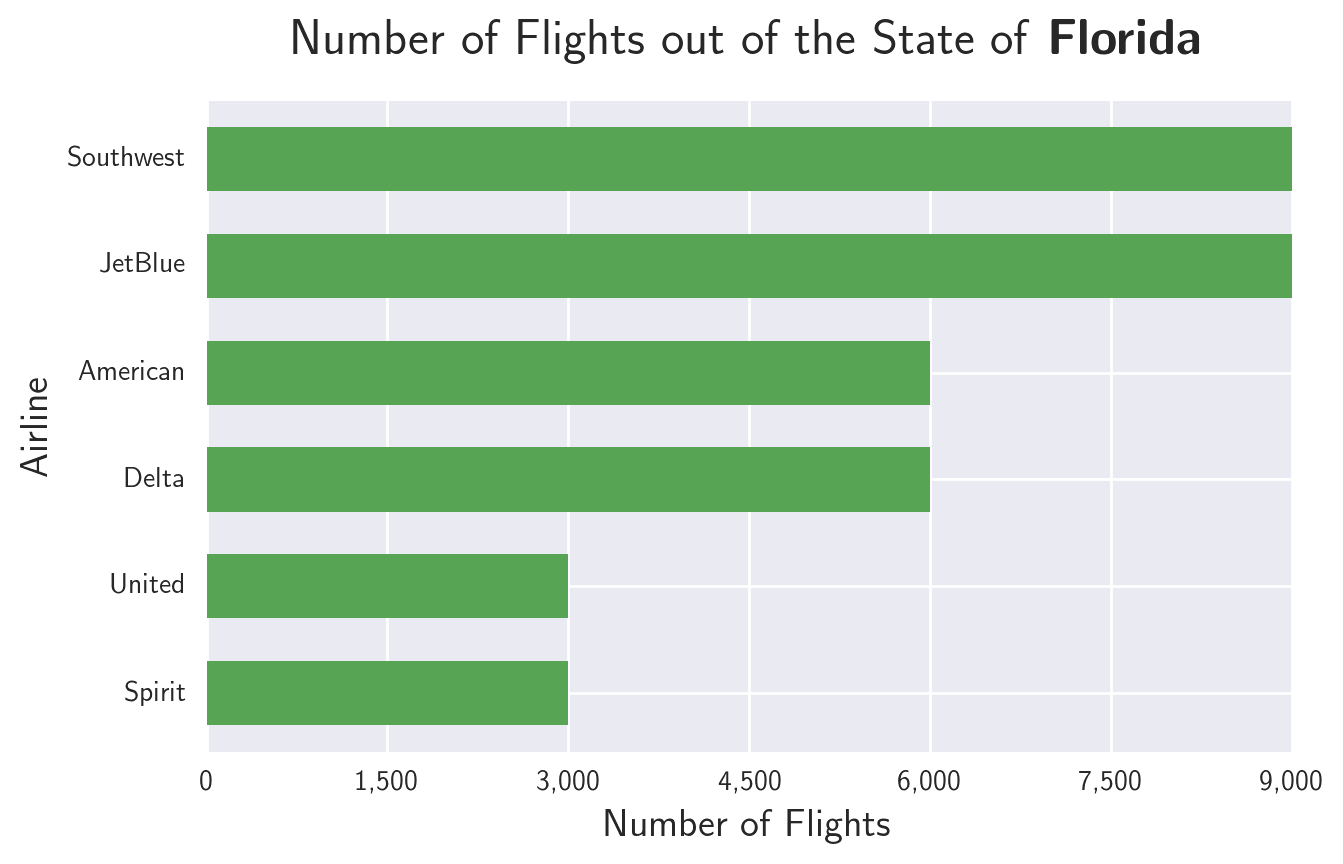 Number of Flights out of the State of Florida
Southwest
JetBlue
American
Delta
United
Spirit
Airline
0 1,500 3,000 4,500 6,000 7,500 9,000
Number of Flights